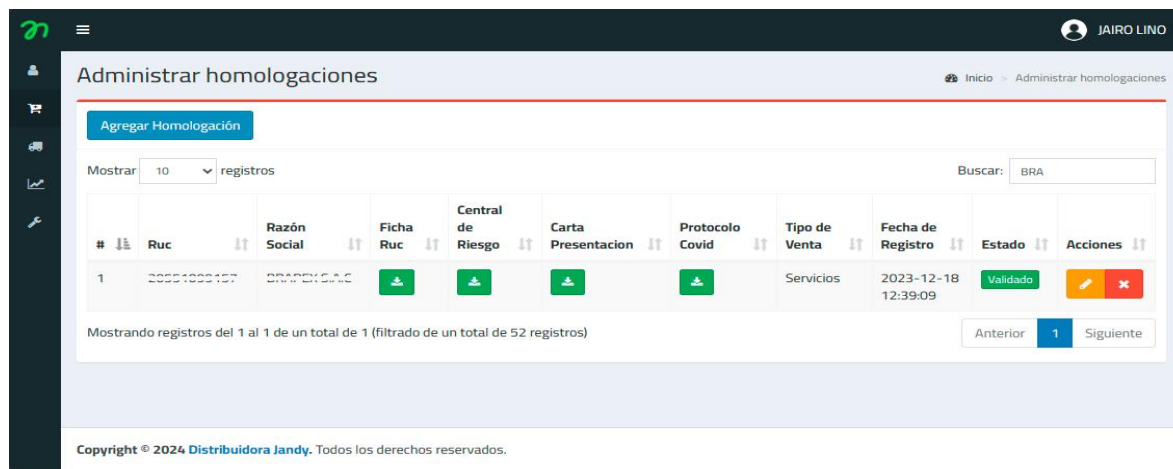 JAIRO LINO
Administrar homologaciones
Inicio > Administrar homologaciones
Agregar Homologación
Mostrar 10 registros
Buscar: BRA
# Ruc Razón Social Ficha Ruc Central de Riesgo Carta Presentacion Protocolo Covid Tipo de Venta Fecha de Registro Estado Acciones
1 Servicios 2023-12-18 12:39:09 Validado
Mostrando registros del 1 al 1 de un total de 1 (filtrado de un total de 52 registros)
Anterior 1 Siguiente
Copyright © 2024 Distribuidora Jandy. Todos los derechos reservados.